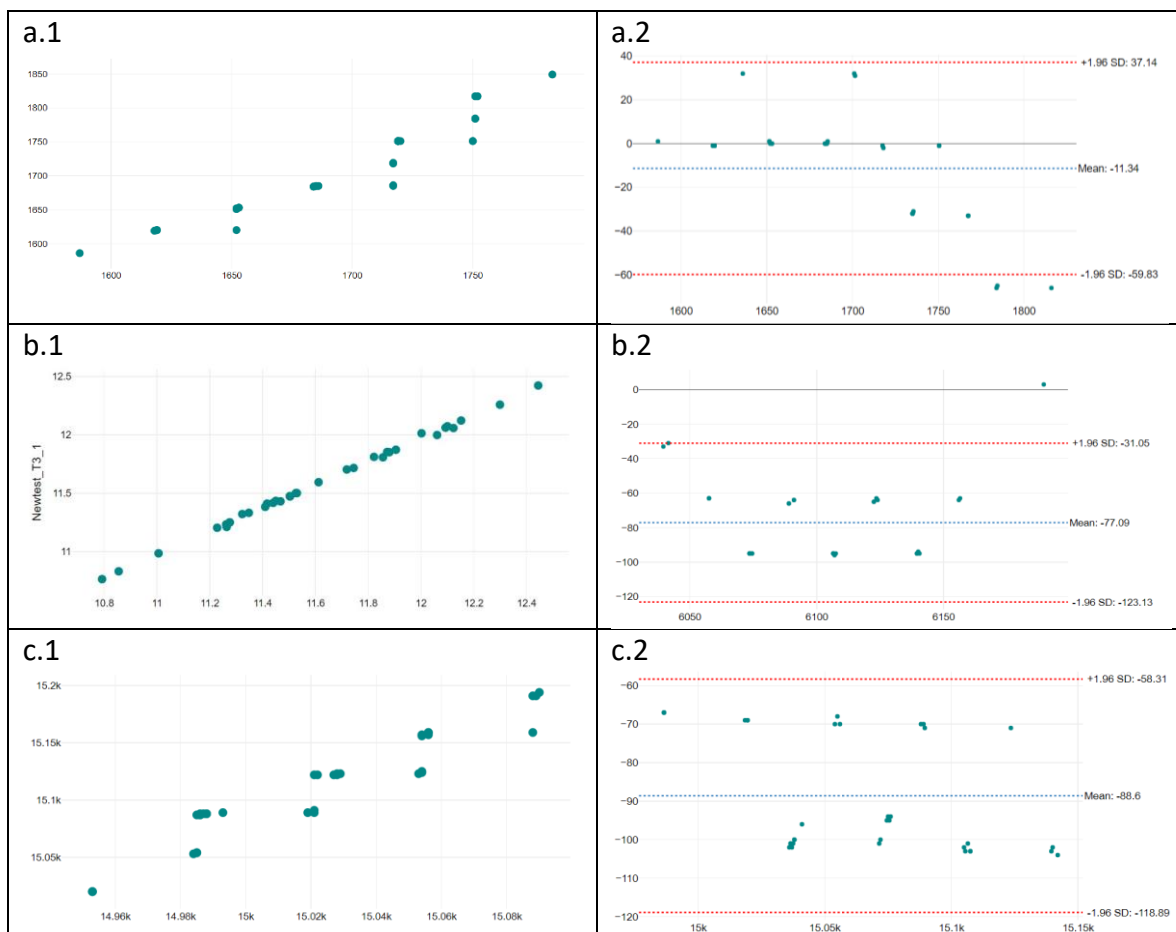 a.1
1850
1800
1750
1700
1650
1600
1600
1650
1700
1750
a.2
40
20
0
−20
−40
−60
+1.96 SD: 37.14
Mean: -11.34
-1.96 SD: -59.83
1600
1650
1700
1750
1800
b.1
12.5
12
11.5
11
Newtest_T3_1
10.8
11
11.2
11.4
11.6
11.8
12
12.2
12.4
b.2
0
−20
−40
−60
−80
−100
−120
+1.96 SD: -31.05
Mean: -77.09
-1.96 SD: -123.13
6050
6100
6150
c.1
15.2k
15.15k
15.1k
15.05k
14.96k
14.98k
15k
15.02k
15.04k
15.06k
15.08k
c.2
−60
−70
−80
−90
−100
−110
−120
+1.96 SD: -58.31
Mean: -88.6
-1.96 SD: -118.89
15k
15.05k
15.1k
15.15k